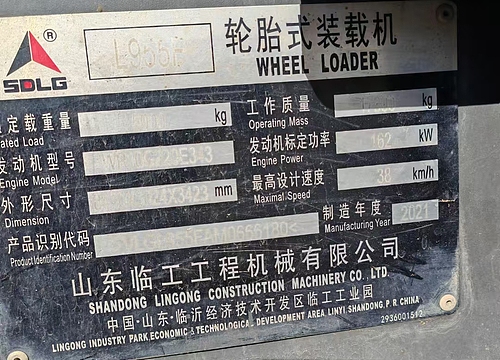 ® 轮胎式装载机
SDLG WHEEL LOADER
定载重量 kg 工作质量 kg
ated Load Operating Mass
发动机型号 发动机标定功率 162 kW
Engine Model Engine Power
外形尺寸 mm 最高设计速度 38 km/h
Dimension Maximal Speed
产品识别代码 制造年度 2021
Product Identification Number Manufacturing Year
山东临工工程机械有限公司
SHANDONG LINGONG CONSTRUCTION MACHINERY CO., LTD.
中国·山东·临沂经济技术开发区临工工业园
LINGONG INDUSTRY PARK, ECONOMIC & TECHNOLOGICAL DEVELOPMENT AREA, LINYI SHANDONG, P. R. CHINA
2936001512